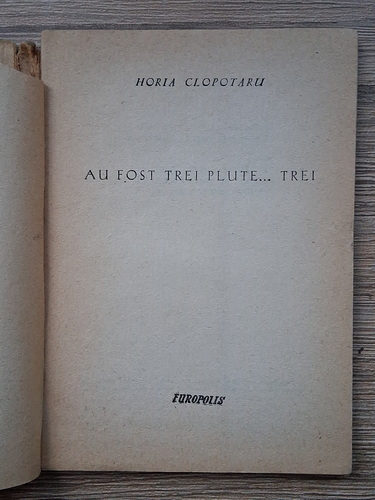 HORIA CLOPOTARU
AU FOST TREI PLUTE... TREI
EUROPOLIS